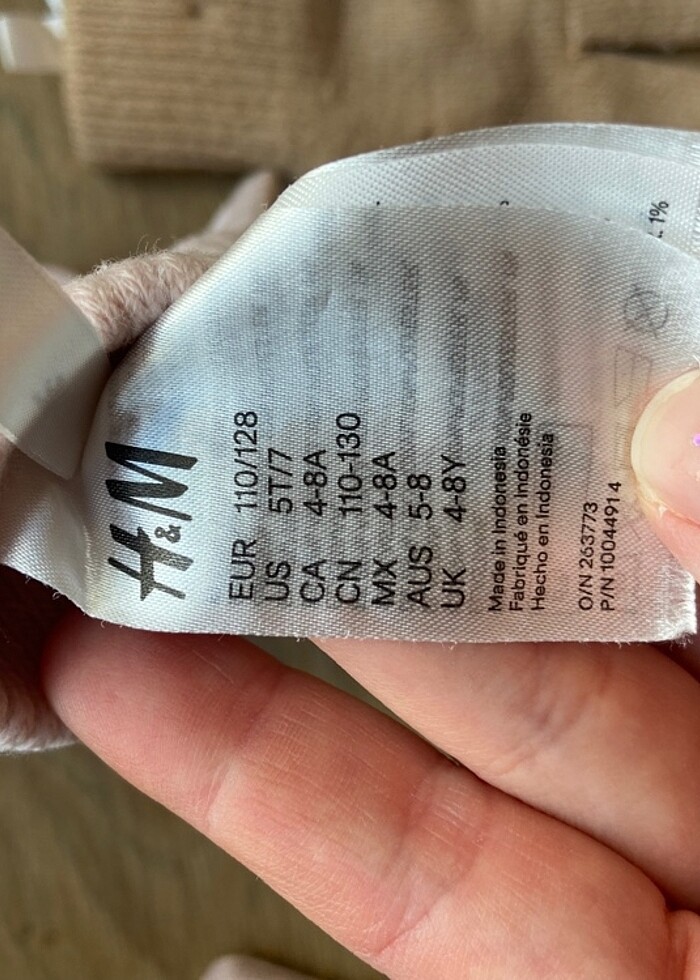 H&M
EUR 110/128
US 5T/7
CA 4-8A
CN 110-130
MX 4-8A
AUS 5-8
UK 4-8Y
Made in Indonesia
Fabriqué en Indonésie
Hecho en Indonesia
O/N 263773
P/N 10044914
1%